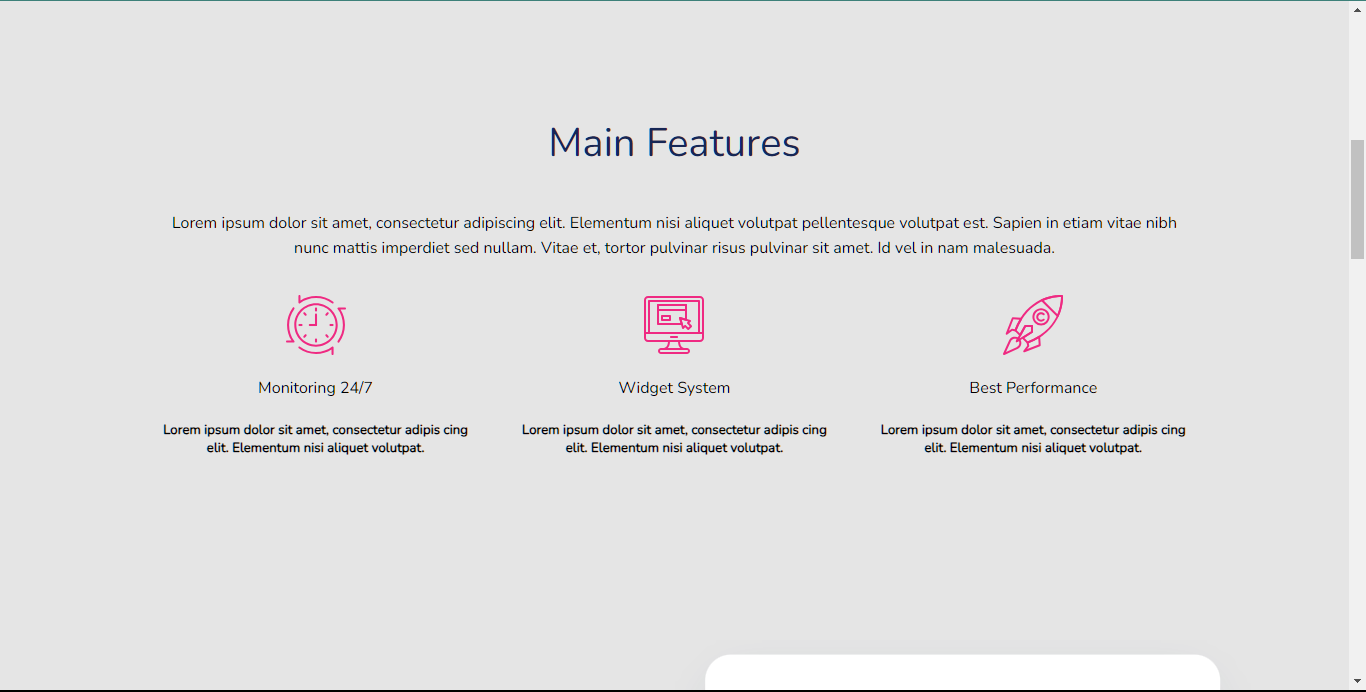 Main Features
Lorem ipsum dolor sit amet, consectetur adipiscing elit. Elementum nisi aliquet volutpat pellentesque volutpat est. Sapien in etiam vitae nibh
nunc mattis imperdiet sed nullam. Vitae et, tortor pulvinar risus pulvinar sit amet. Id vel in nam malesuada.
Monitoring 24/7
Lorem ipsum dolor sit amet, consectetur adipis cing
elit. Elementum nisi aliquet volutpat.
Widget System
Lorem ipsum dolor sit amet, consectetur adipis cing
elit. Elementum nisi aliquet volutpat.
Best Performance
Lorem ipsum dolor sit amet, consectetur adipis cing
elit. Elementum nisi aliquet volutpat.